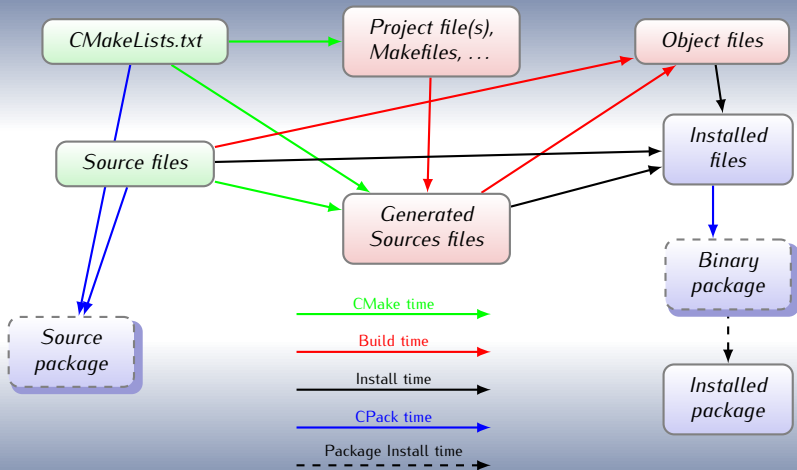 CMakeLists.txt
Project file(s),
Makefiles, ...
Object files
Source files
Installed
files
Generated
Sources files
Binary
package
Source
package
Installed
package
CMake time
Build time
Install time
CPack time
Package Install time